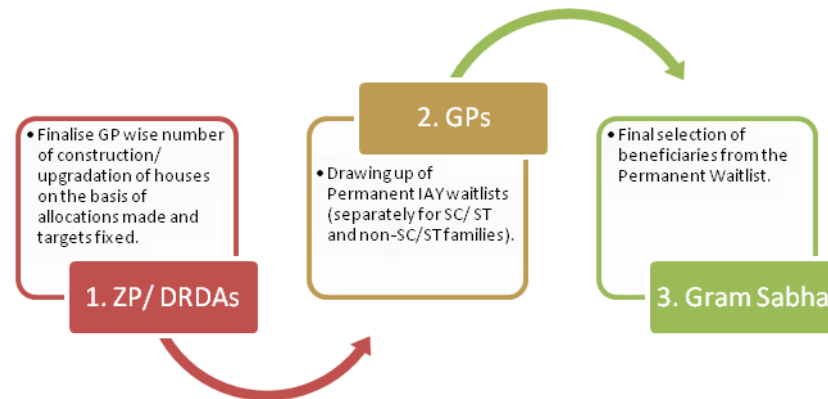 • Finalise GP wise number
of construction/
upgradation of houses
on the basis of
allocations made and
targets fixed.
1. ZP/ DRDAs
2. GPs
• Drawing up of
Permanent IAY waitlists
(separately for SC/ ST
and non-SC/ST families).
• Final selection of
beneficiaries from the
Permanent Waitlist.
3. Gram Sabha